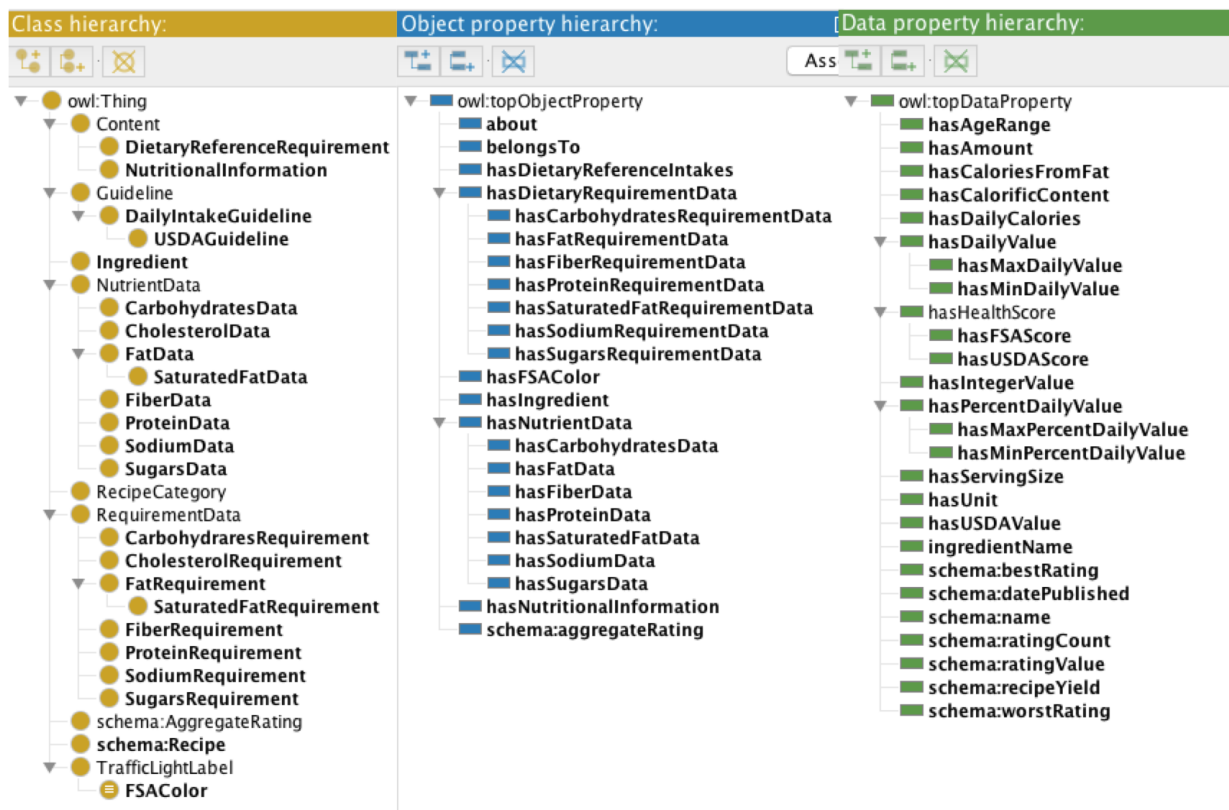 Class hierarchy:
owl:Thing
Content
DietaryReferenceRequirement
NutritionalInformation
Guideline
DailyIntakeGuideline
USDAGuideline
Ingredient
NutrientData
CarbohydratesData
CholesterolData
FatData
SaturatedFatData
FiberData
ProteinData
SodiumData
SugarsData
RecipeCategory
RequirementData
CarbohydraresRequirement
CholesterolRequirement
FatRequirement
SaturatedFatRequirement
FiberRequirement
ProteinRequirement
SodiumRequirement
SugarsRequirement
schema:AggregateRating
schema:Recipe
TrafficLightLabel
FSAColor
Object property hierarchy:
Ass
owl:topObjectProperty
about
belongsTo
hasDietaryReferenceIntakes
hasDietaryRequirementData
hasCarbohydratesRequirementData
hasFatRequirementData
hasFiberRequirementData
hasProteinRequirementData
hasSaturatedFatRequirementData
hasSodiumRequirementData
hasSugarsRequirementData
hasFSAColor
hasIngredient
hasNutrientData
hasCarbohydratesData
hasFatData
hasFiberData
hasProteinData
hasSaturatedFatData
hasSodiumData
hasSugarsData
hasNutritionalInformation
schema:aggregateRating
Data property hierarchy:
owl:topDataProperty
hasAgeRange
hasAmount
hasCaloriesFromFat
hasCalorificContent
hasDailyCalories
hasDailyValue
hasMaxDailyValue
hasMinDailyValue
hasHealthScore
hasFSAScore
hasUSDAScore
hasIntegerValue
hasPercentDailyValue
hasMaxPercentDailyValue
hasMinPercentDailyValue
hasServingSize
hasUnit
hasUSDAValue
ingredientName
schema:bestRating
schema:datePublished
schema:name
schema:ratingCount
schema:ratingValue
schema:recipeYield
schema:worstRating